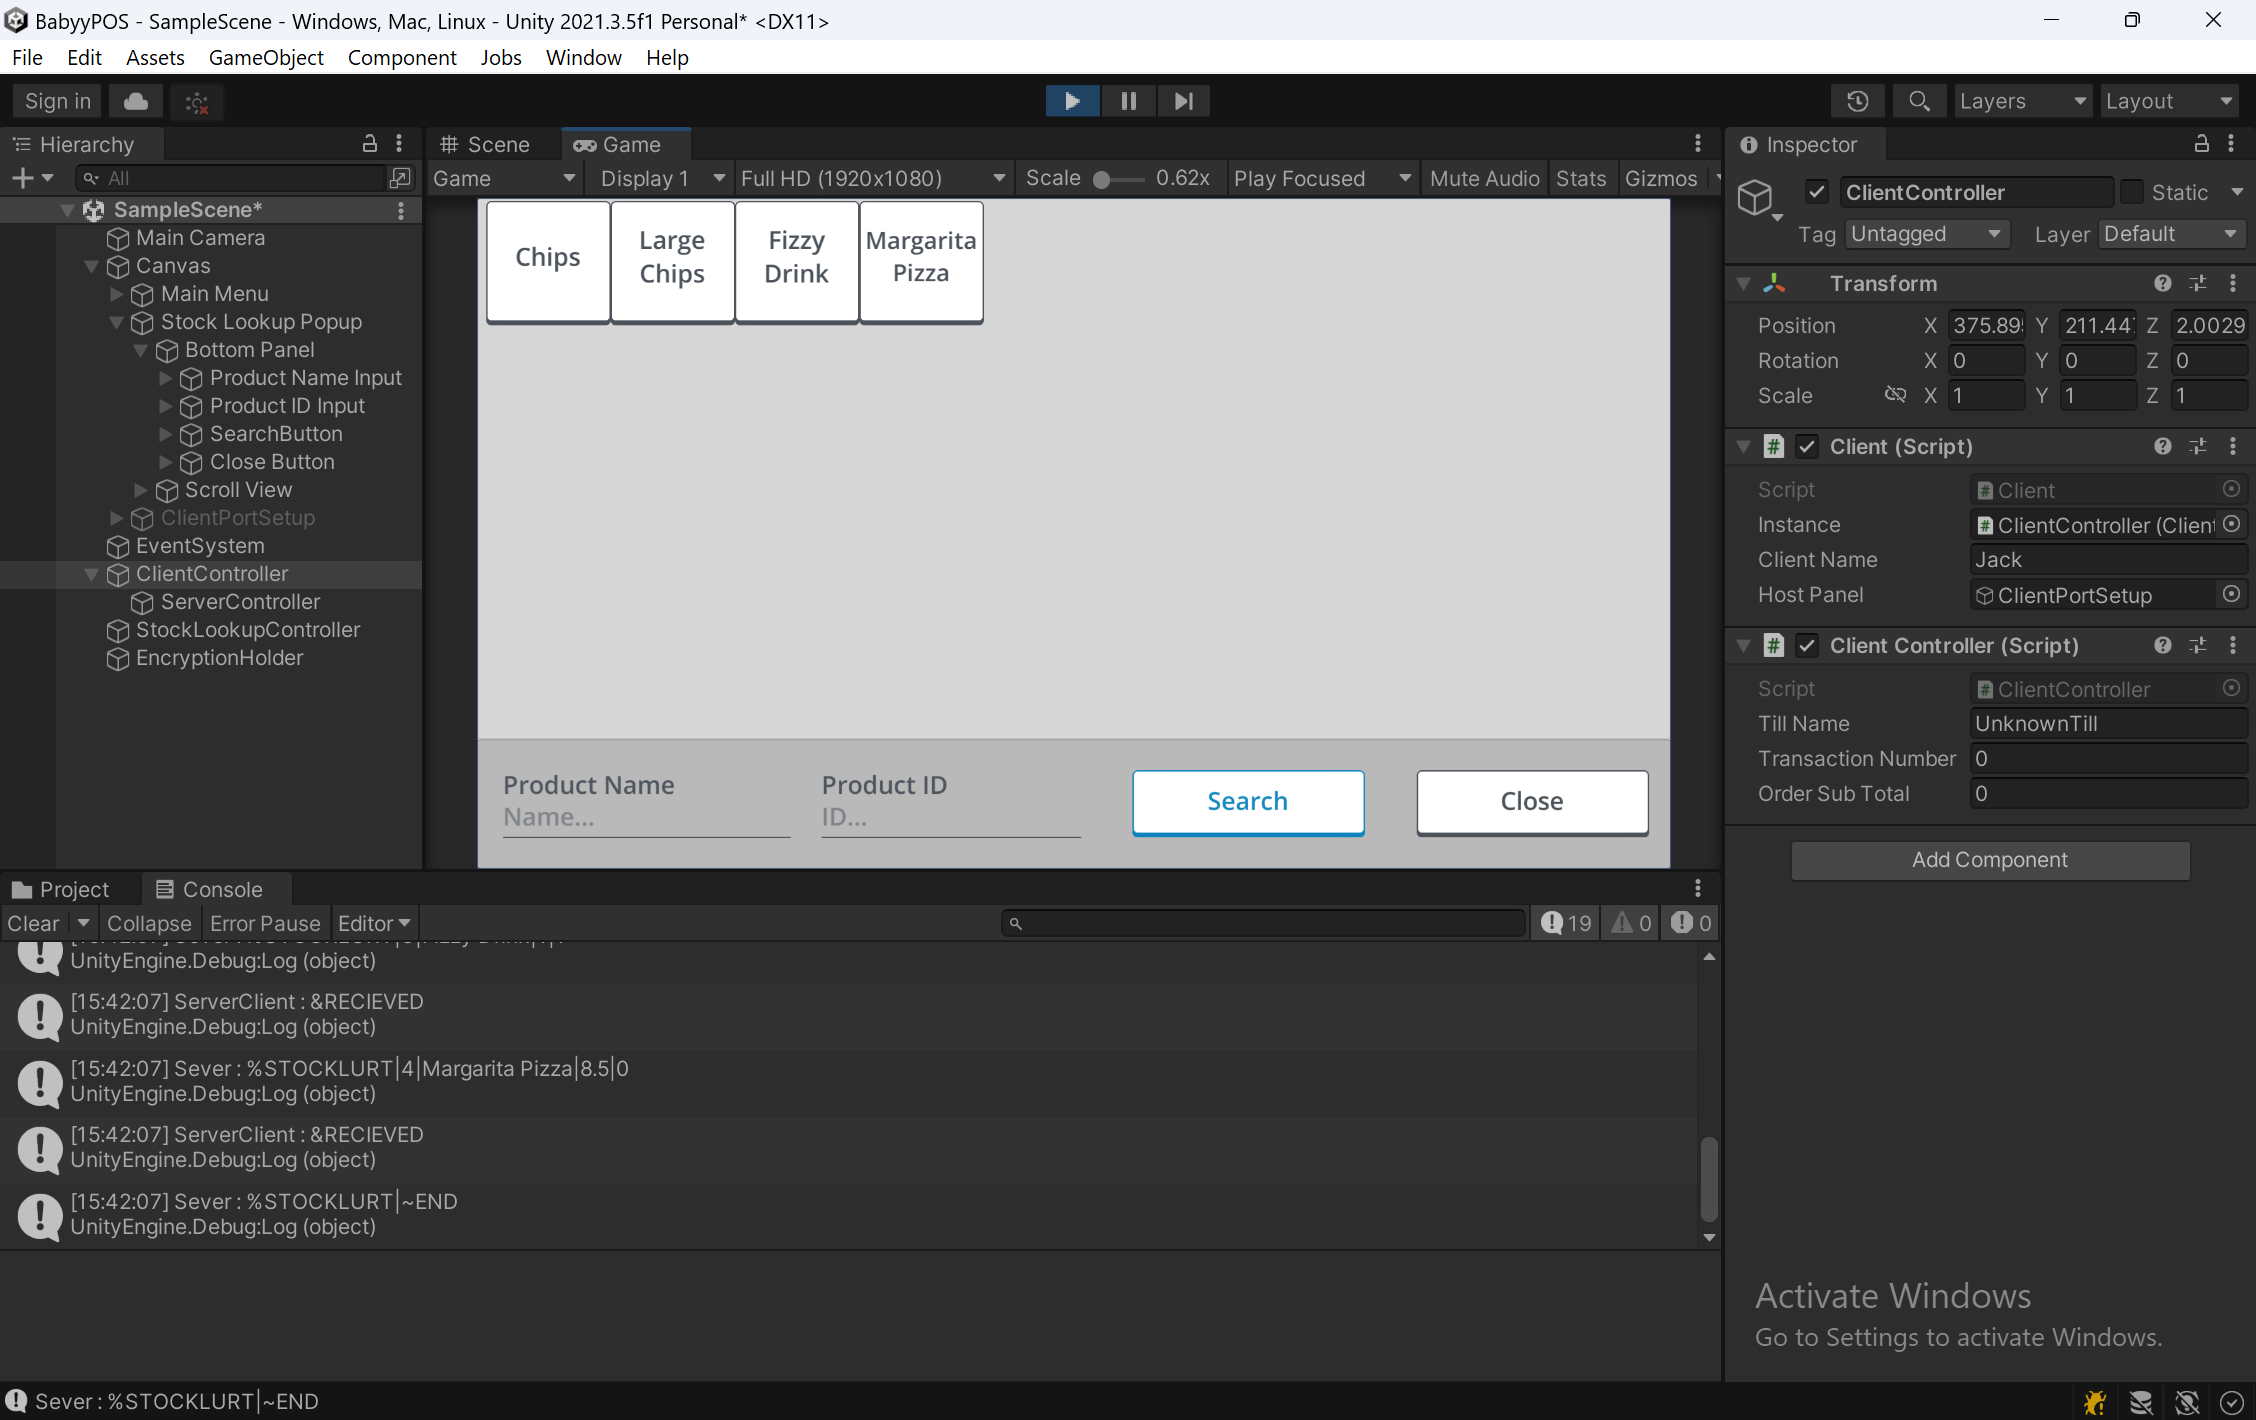 BabyyPOS - SampleScene - Windows, Mac, Linux - Unity 2021.3.5f1 Personal* <DX11>
File Edit Assets GameObject Component Jobs Window Help
Sign in
Layers
Layout
Hierarchy
All
SampleScene*
Main Camera
Canvas
Main Menu
Stock Lookup Popup
Bottom Panel
Product Name Input
Product ID Input
SearchButton
Close Button
Scroll View
ClientPortSetup
EventSystem
ClientController
ServerController
StockLookupController
EncryptionHolder
Scene Game
Game Display 1 Full HD (1920x1080) Scale 0.62x Play Focused Mute Audio Stats Gizmos
Chips
Large
Chips
Fizzy
Drink
Margarita
Pizza
Product Name
Name...
Product ID
ID...
Search
Close
Inspector
ClientController
Static
Tag Untagged Layer Default
Transform
Position X 375.89 Y 211.44 Z 2.0029
Rotation X 0 Y 0 Z 0
Scale X 1 Y 1 Z 1
Client (Script)
Script Client
Instance ClientController (Client
Client Name Jack
Host Panel ClientPortSetup
Client Controller (Script)
Script ClientController
Till Name UnknownTill
Transaction Number 0
Order Sub Total 0
Add Component
Project Console
Clear Collapse Error Pause Editor
19 0 0
UnityEngine.Debug:Log (object)
[15:42:07] ServerClient : &RECIEVED
UnityEngine.Debug:Log (object)
[15:42:07] Sever : %STOCKLURT|4|Margarita Pizza|8.5|0
UnityEngine.Debug:Log (object)
[15:42:07] ServerClient : &RECIEVED
UnityEngine.Debug:Log (object)
[15:42:07] Sever : %STOCKLURT|~END
UnityEngine.Debug:Log (object)
Activate Windows
Go to Settings to activate Windows.
Sever : %STOCKLURT|~END